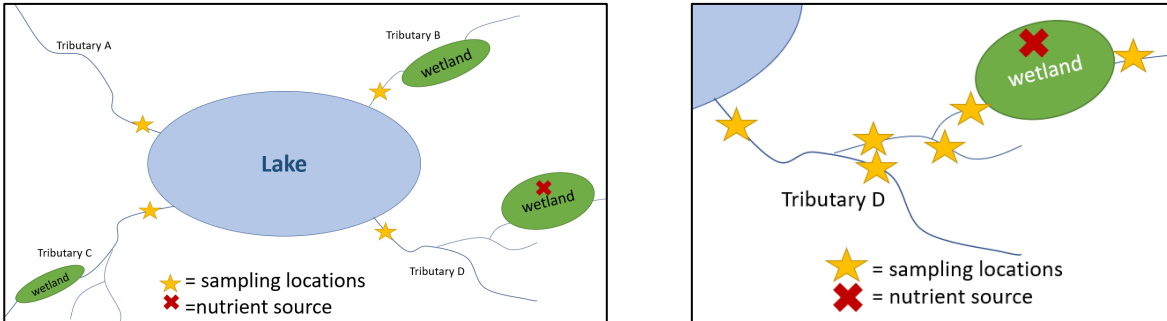 Tributary A
Tributary B
wetland
Lake
wetland
Tributary C
wetland
Tributary D
= sampling locations
=nutrient source
wetland
Tributary D
= sampling locations
= nutrient source